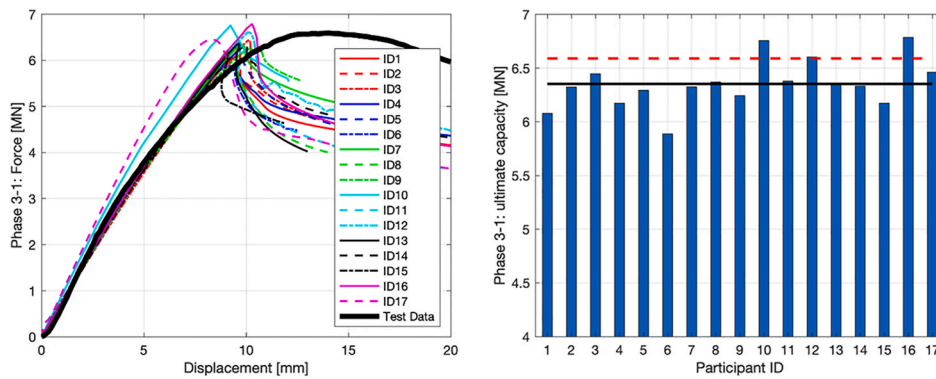 Phase 3-1: Force [MN]
7
6
5
4
3
2
1
0
0 5 10 15 20
Displacement [mm]
ID1
ID2
ID3
ID4
ID5
ID6
ID7
ID8
ID9
ID10
ID11
ID12
ID13
ID14
ID15
ID16
ID17
Test Data
Phase 3-1: ultimate capacity [MN]
7
6.5
6
5.5
5
4.5
4
1 2 3 4 5 6 7 8 9 10 11 12 13 14 15 16 17
Participant ID